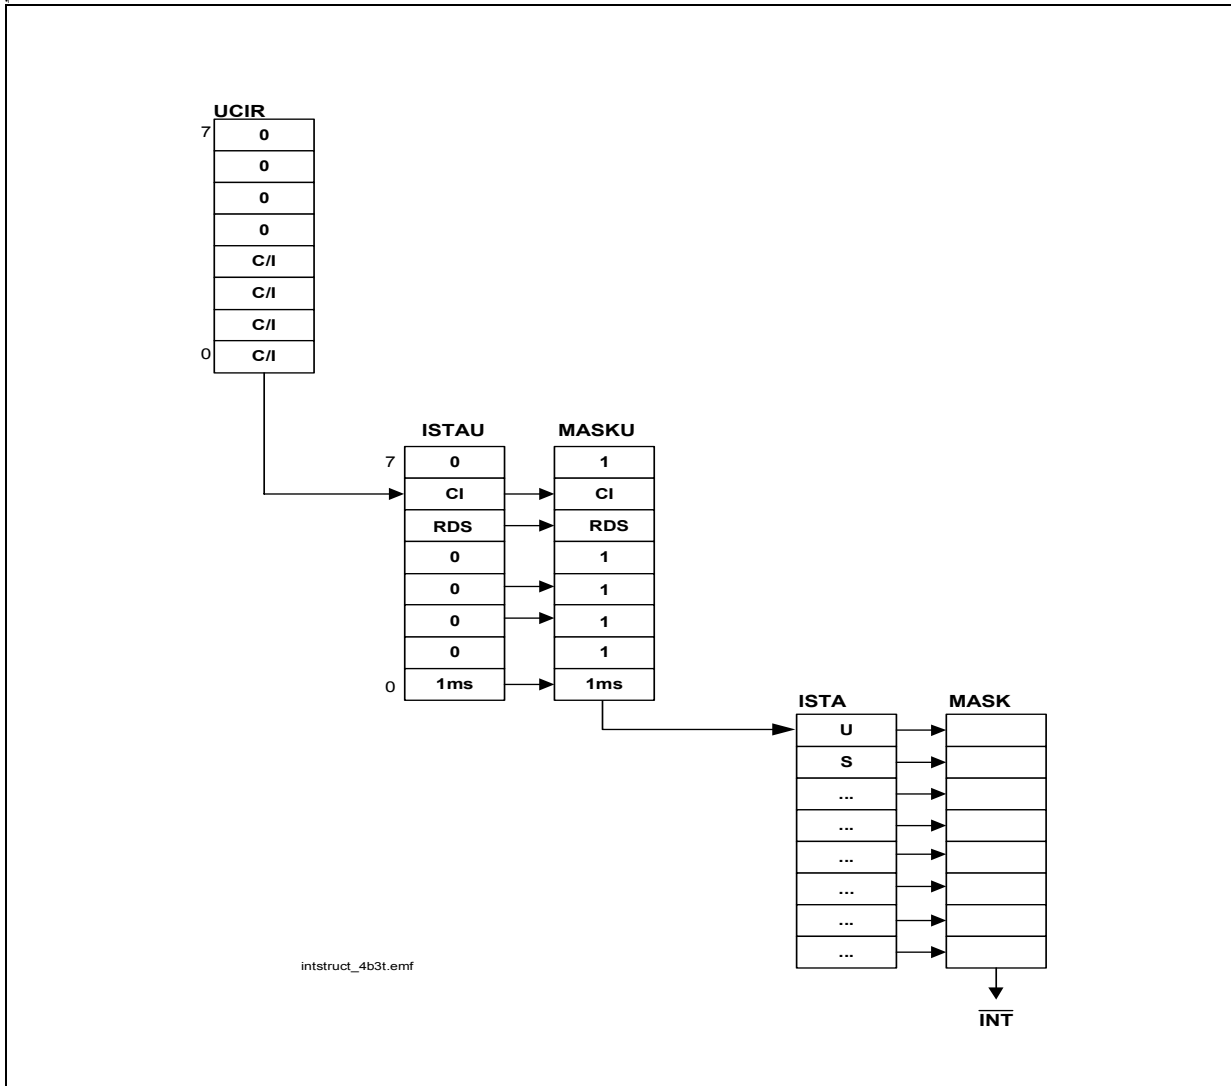 UCIR
7 0
0
0
0
C/I
C/I
C/I
0 C/I
ISTAU MASKU
7 0 1
CI CI
RDS RDS
0 1
0 1
0 1
0 1
0 1ms 1ms
ISTA MASK
U
S
...
...
...
...
...
...
intstruct_4b3t.emf
INT